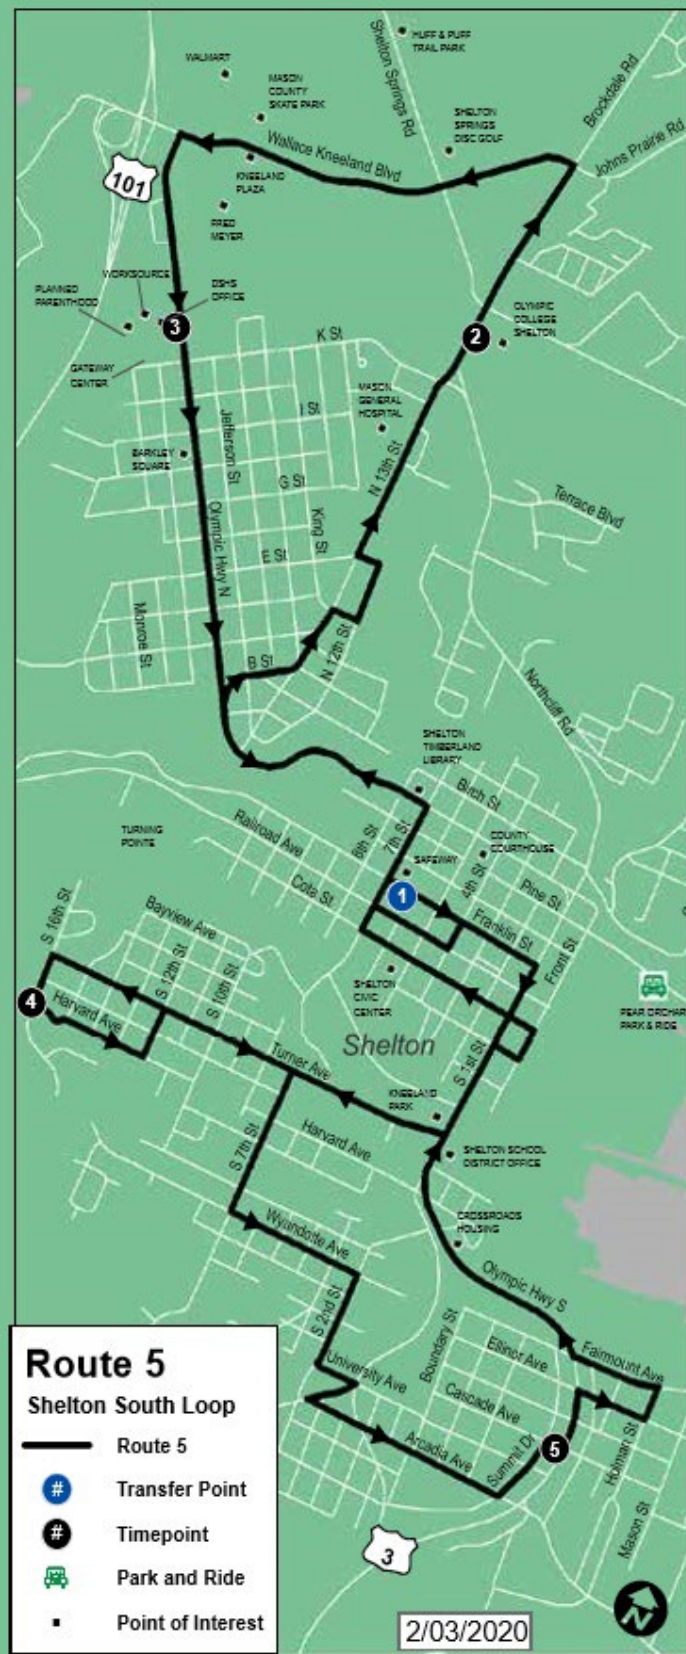 HUFF & PUFF
TRAIL PARK
Shelton Springs Rd
WALMART
MASON
COUNTY
SKATE PARK
SHELTON
SPRINGS
DISC GOLF
Brockdale Rd
Johns Prairie Rd
Wallace Kneeland Blvd
101
KNEELAND
PLAZA
FRED
MEYER
WORKSOURCE
DSHS
OFFICE
PLANNED
PARENTHOOD
3
2
OLYMPIC
COLLEGE
SHELTON
K St
GATEWAY
CENTER
MASON
GENERAL
HOSPITAL
I St
Jefferson St
BARKLEY
SQUARE
N 13th St
G St
Terrace Blvd
Olympic Hwy N
King St
E St
Monroe St
N 12th St
B St
Northcliff Rd
SHELTON
TIMBERLAND
LIBRARY
Birch St
TURNING
POINTE
Railroad Ave
8th St
7th St
COUNTY
COURTHOUSE
SAFEWAY
4th St
Pine St
Cota St
1
Franklin St
Front St
S 16th St
Bayview Ave
S 12th St
S 10th St
SHELTON
CIVIC
CENTER
PEAR ORCHAR
PARK & RIDE
4
Harvard Ave
Shelton
S 1st St
Turner Ave
KNEELAND
PARK
Harvard Ave
S 7th St
SHELTON SCHOOL
DISTRICT OFFICE
CROSSROADS
HOUSING
Wyandotte Ave
Olympic Hwy S
S 2nd St
Boundary St
Ellinor Ave
Fairmount Ave
University Ave
Cascade Ave
Arcadia Ave
Summit Dr
5
Holman St
Mason St
3
Route 5
Shelton South Loop
Route 5
# Transfer Point
# Timepoint
Park and Ride
Point of Interest
N
2/03/2020